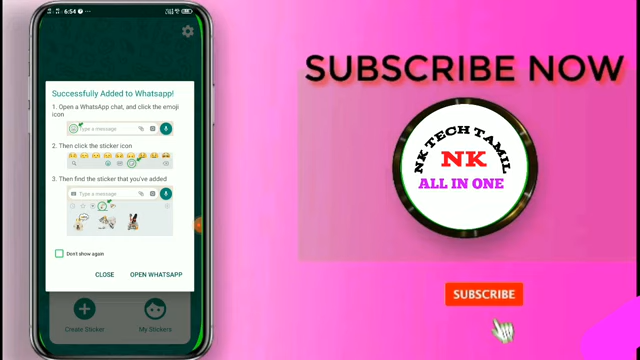 6:54
Successfully Added to Whatsapp!
1. Open a WhatsApp chat, and click the emoji
icon
Type a message
2. Then click the sticker icon
3. Then find the sticker that you've added
Type a message
Don't show again
CLOSE
OPEN WHATSAPP
Create Sticker
My Stickers
SUBSCRIBE NOW
NK TECH TAMIL
NK
ALL IN ONE
SUBSCRIBE